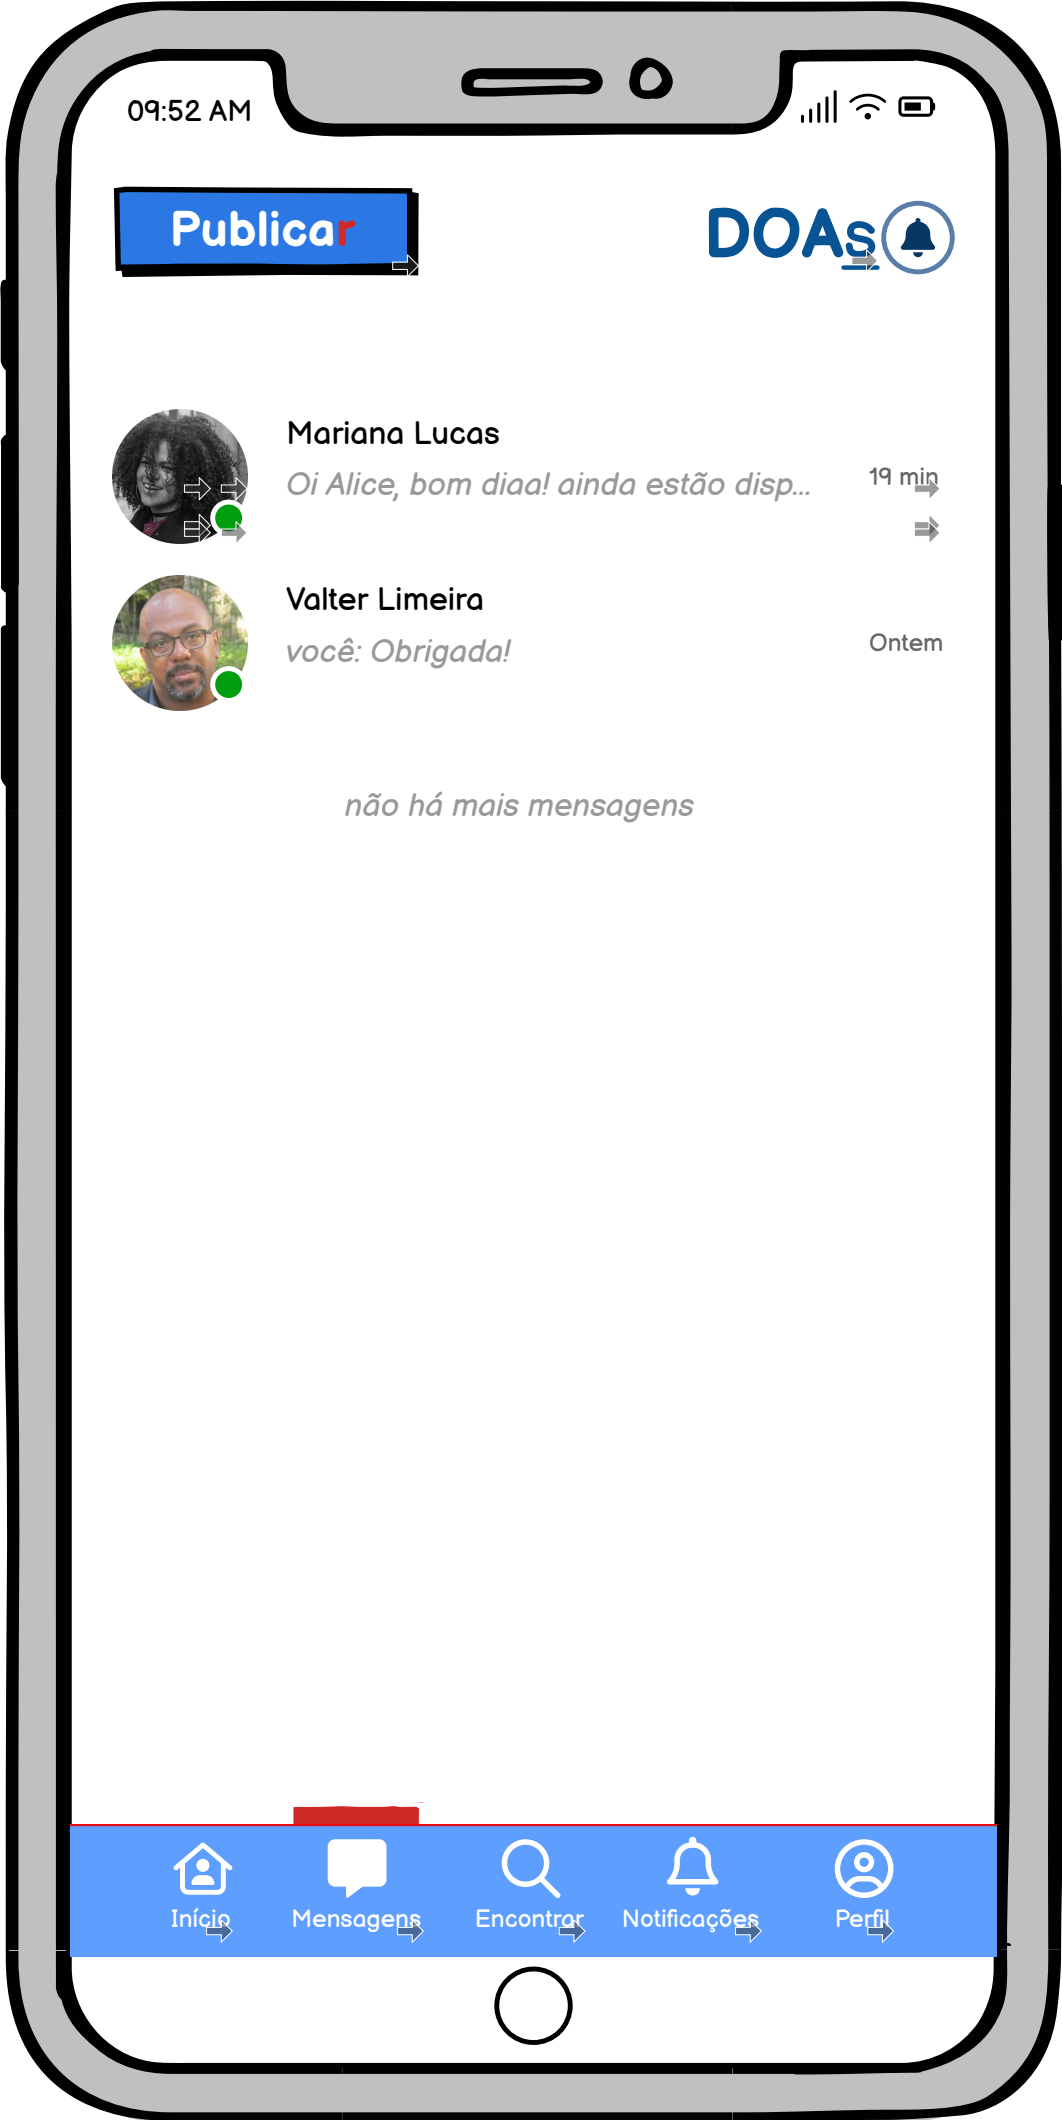 09:52 AM
Publicar
DOAs
Mariana Lucas
Oi Alice, bom diaa! ainda estão disp...
19 min
Valter Limeira
você: Obrigada!
Ontem
não há mais mensagens
Início Mensagens Encontrar Notificações Perfil